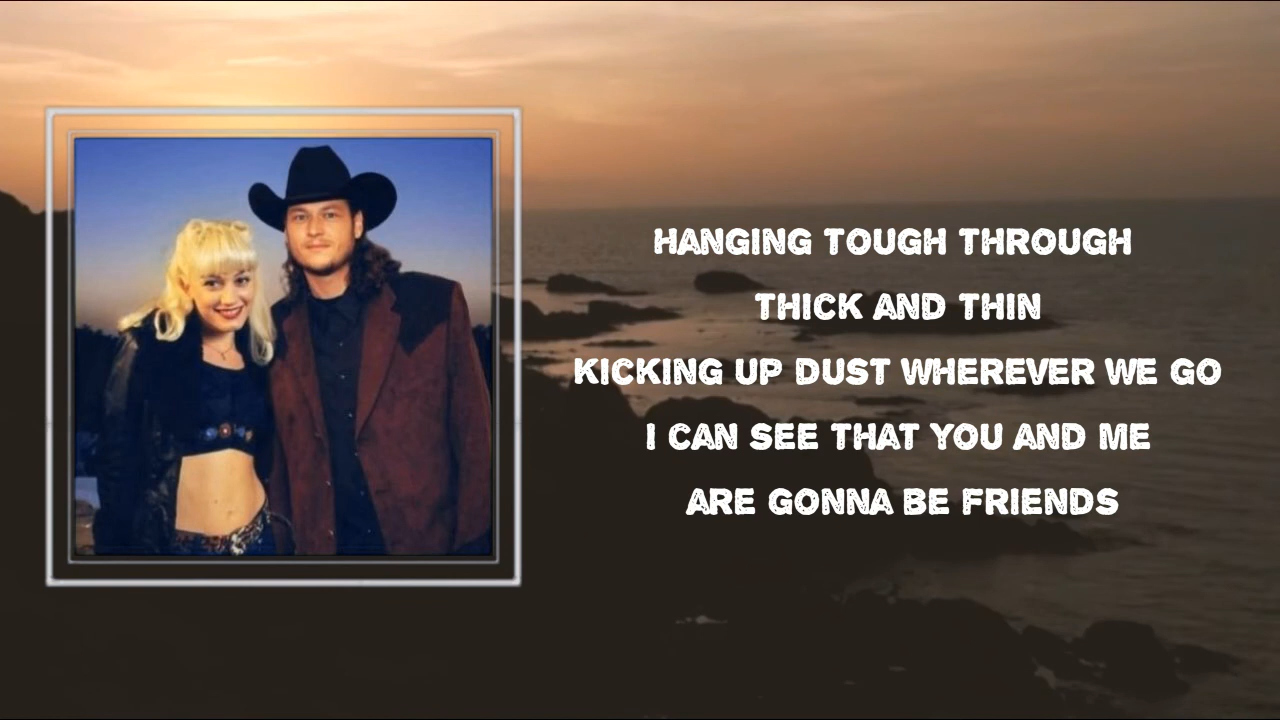 HANGING TOUGH THROUGH
THICK AND THIN
KICKING UP DUST WHEREVER WE GO
I CAN SEE THAT YOU AND ME
ARE GONNA BE FRIENDS